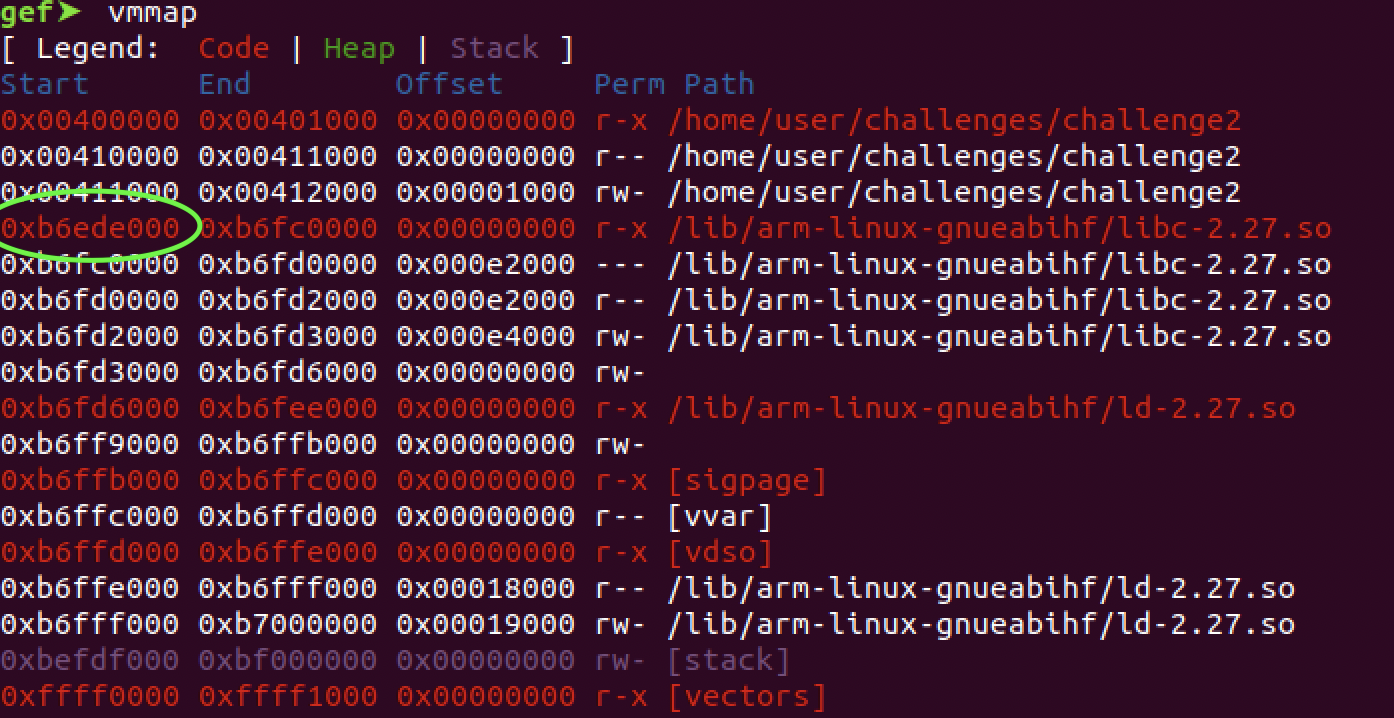 gef➤ vmmap
[ Legend: Code | Heap | Stack ]
Start End Offset Perm Path
0x00400000 0x00401000 0x00000000 r-x /home/user/challenges/challenge2
0x00410000 0x00411000 0x00000000 r-- /home/user/challenges/challenge2
0x00411000 0x00412000 0x00001000 rw- /home/user/challenges/challenge2
0xb6ede000 0xb6fc0000 0x00000000 r-x /lib/arm-linux-gnueabihf/libc-2.27.so
0xb6fc0000 0xb6fd0000 0x000e2000 --- /lib/arm-linux-gnueabihf/libc-2.27.so
0xb6fd0000 0xb6fd2000 0x000e2000 r-- /lib/arm-linux-gnueabihf/libc-2.27.so
0xb6fd2000 0xb6fd3000 0x000e4000 rw- /lib/arm-linux-gnueabihf/libc-2.27.so
0xb6fd3000 0xb6fd6000 0x00000000 rw-
0xb6fd6000 0xb6fee000 0x00000000 r-x /lib/arm-linux-gnueabihf/ld-2.27.so
0xb6ff9000 0xb6ffb000 0x00000000 rw-
0xb6ffb000 0xb6ffc000 0x00000000 r-x [sigpage]
0xb6ffc000 0xb6ffd000 0x00000000 r-- [vvar]
0xb6ffd000 0xb6ffe000 0x00000000 r-x [vdso]
0xb6ffe000 0xb6fff000 0x00018000 r-- /lib/arm-linux-gnueabihf/ld-2.27.so
0xb6fff000 0xb7000000 0x00019000 rw- /lib/arm-linux-gnueabihf/ld-2.27.so
0xbefdf000 0xbf000000 0x00000000 rw- [stack]
0xffff0000 0xffff1000 0x00000000 r-x [vectors]